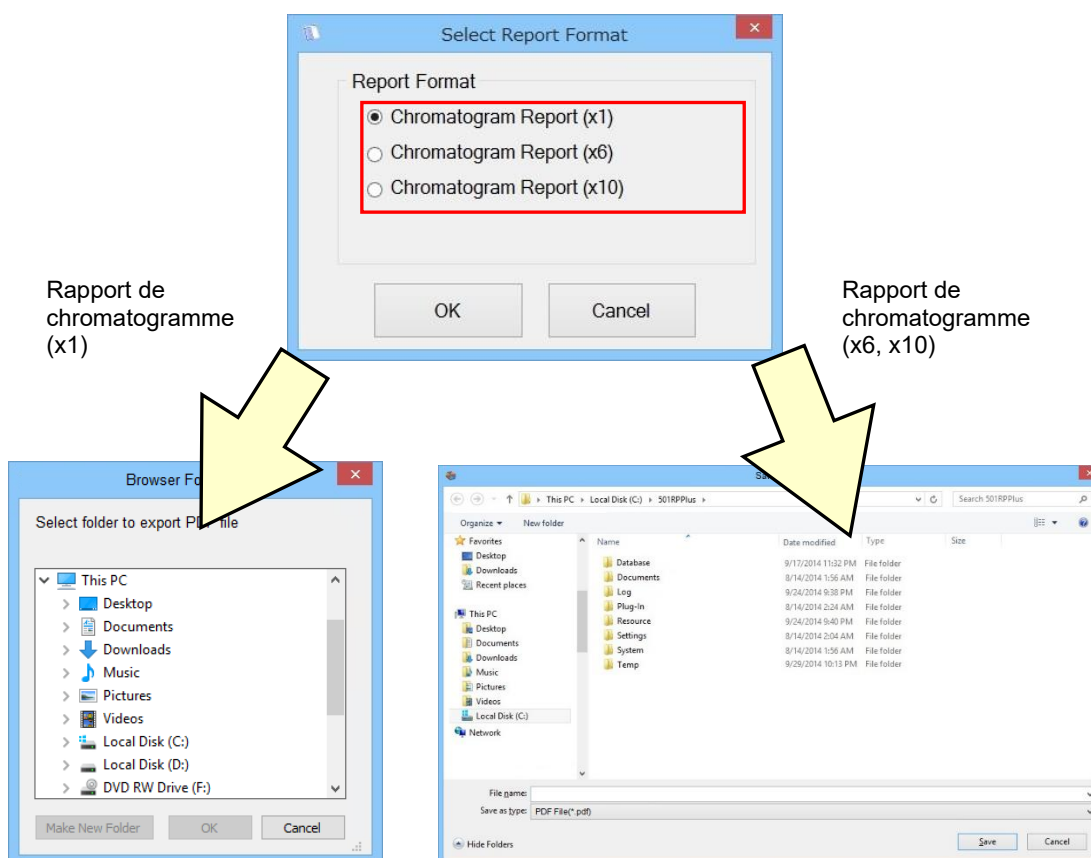 Select Report Format
Report Format
Chromatogram Report (x1)
Chromatogram Report (x6)
Chromatogram Report (x10)
OK
Cancel
Rapport de
chromatogramme
(x1)
Rapport de
chromatogramme
(x6, x10)
Browser Fo
Select folder to export PDF file
This PC
Desktop
Documents
Downloads
Music
Pictures
Videos
Local Disk (C:)
Local Disk (D:)
DVD RW Drive (F:)
Make New Folder
OK
Cancel
This PC
Local Disk (C:)
501RPPlus
Search 501RPPlus
Organize
New folder
Favorites
Desktop
Downloads
Recent places
This PC
Desktop
Documents
Downloads
Music
Pictures
Videos
Local Disk (C:)
Network
Name Date modified Type Size
Database 9/17/2014 11:32 PM File folder
Documents 8/14/2014 1:56 AM File folder
Log 9/24/2014 9:38 PM File folder
Plug-In 8/14/2014 2:24 AM File folder
Resource 9/24/2014 9:40 PM File folder
Settings 8/14/2014 2:04 AM File folder
System 8/14/2014 1:56 AM File folder
Temp 9/29/2014 10:13 PM File folder
File name:
Save as type: PDF File(*.pdf)
Hide Folders
Save
Cancel